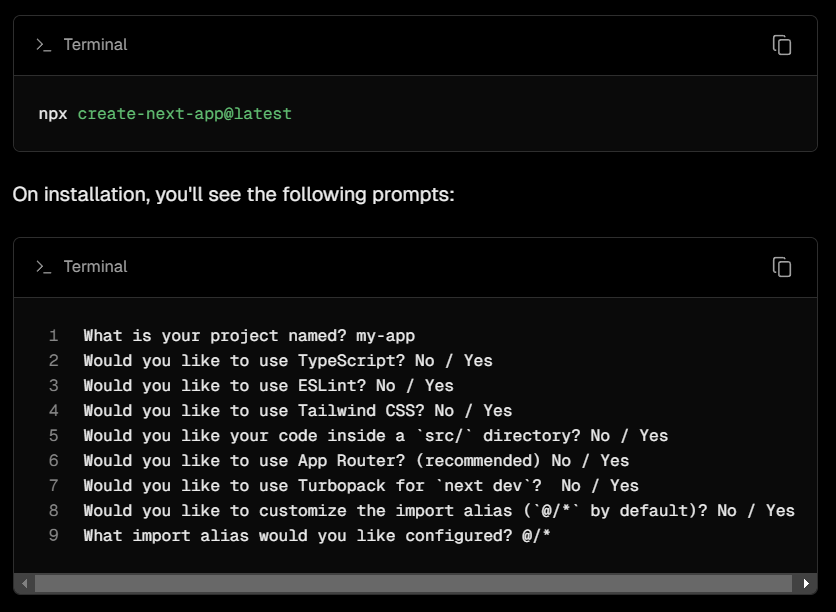 >_ Terminal
npx create-next-app@latest
On installation, you'll see the following prompts:
>_ Terminal
1 What is your project named? my-app
2 Would you like to use TypeScript? No / Yes
3 Would you like to use ESLint? No / Yes
4 Would you like to use Tailwind CSS? No / Yes
5 Would you like your code inside a `src/` directory? No / Yes
6 Would you like to use App Router? (recommended) No / Yes
7 Would you like to use Turbopack for `next dev`?  No / Yes
8 Would you like to customize the import alias (`@/*` by default)? No / Yes
9 What import alias would you like configured? @/*